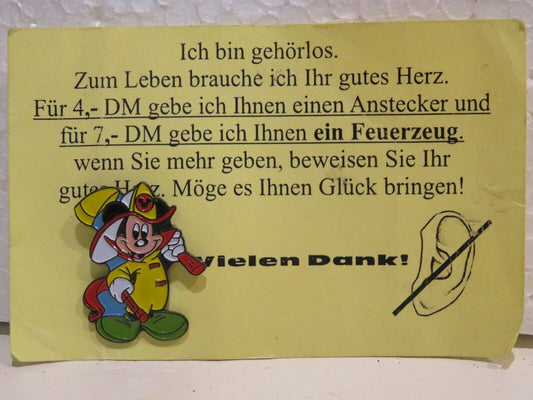 Ich bin gehörlos.
Zum Leben brauche ich Ihr gutes Herz.
Für 4,- DM gebe ich Ihnen einen Anstecker und
für 7,- DM gebe ich Ihnen ein Feuerzeug.
wenn Sie mehr geben, beweisen Sie Ihr
gutes Herz. Möge es Ihnen Glück bringen!
Vielen Dank!